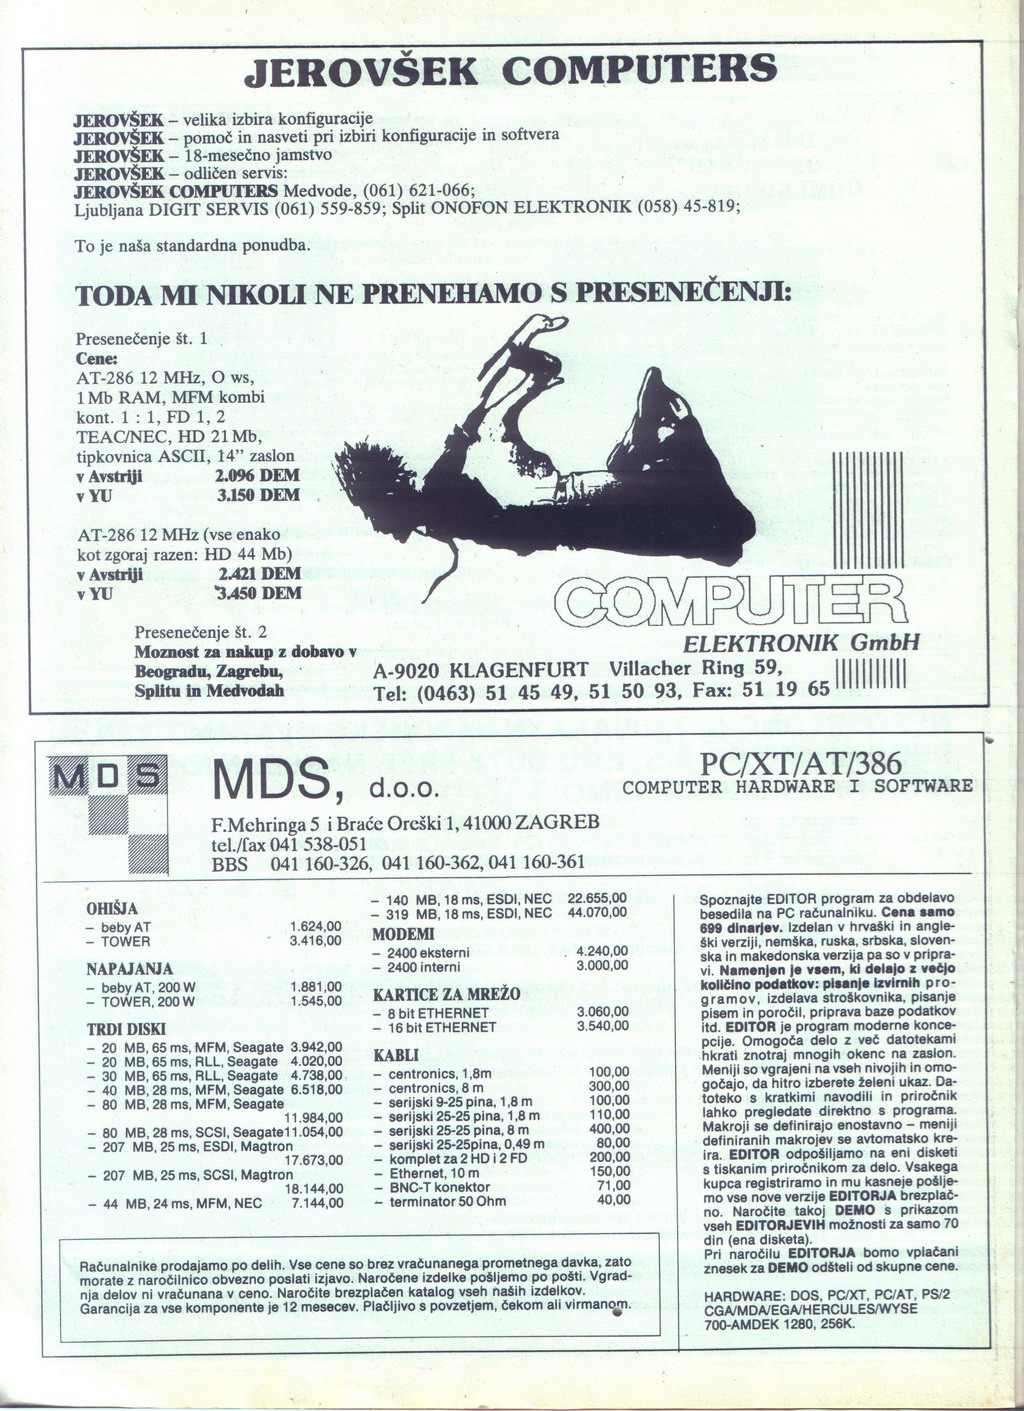 JEROVŠEK COMPUTERS
JEROVŠEK – velika izbira konfiguracije
JEROVŠEK – pomoč in nasveti pri izbiri konfiguracije in softvera
JEROVŠEK – 18-mesečno jamstvo
JEROVŠEK – odličen servis:
JEROVŠEK COMPUTERS Medvode, (061) 621-066;
Ljubljana DIGIT SERVIS (061) 559-859; Split ONOFON ELEKTRONIK (058) 45-819;
To je naša standardna ponudba.
TODA MI NIKOLI NE PRENEHAMO S PRESENEČENJI:
Presenečenje št. 1
Cene:
AT-286 12 MHz, O ws,
1 Mb RAM, MFM kombi
kont. 1 : 1, FD 1, 2
TEAC/NEC, HD 21 Mb,
tipkovnica ASCII, 14” zaslon
v Avstriji 2.096 DEM
v YU 3.150 DEM
AT-286 12 MHz (vse enako
kot zgoraj razen: HD 44 Mb)
v Avstriji 2.421 DEM
v YU 3.450 DEM
Presenečenje št. 2
Moznost za nakup z dobavo v
Beogradu, Zagrebu,
Splitu in Medvodah
COMPUTER
ELEKTRONIK GmbH
A-9020 KLAGENFURT Villacher Ring 59,
Tel: (0463) 51 45 49, 51 50 93, Fax: 51 19 65
MDS
MDS, d.o.o.
PC/XT/AT/386
COMPUTER HARDWARE I SOFTWARE
F.Mehringa 5 i Braće Oreški 1, 41000 ZAGREB
tel./fax 041 538-051
BBS 041 160-326, 041 160-362, 041 160-361
OHIŠJA
– beby AT 1.624,00
– TOWER 3.416,00
NAPAJANJA
– beby AT, 200 W 1.881,00
– TOWER, 200 W 1.545,00
TRDI DISKI
– 20 MB, 65 ms, MFM, Seagate 3.942,00
– 20 MB, 65 ms, RLL, Seagate 4.020,00
– 30 MB, 65 ms, RLL, Seagate 4.738,00
– 40 MB, 28 ms, MFM, Seagate 6.518,00
– 80 MB, 28 ms, MFM, Seagate
11.984,00
– 80 MB, 28 ms, SCSI, Seagate11.054,00
– 207 MB, 25 ms, ESDI, Magtron
17.673,00
– 207 MB, 25 ms, SCSI, Magtron
18.144,00
– 44 MB, 24 ms, MFM, NEC 7.144,00
– 140 MB, 18 ms, ESDI, NEC 22.655,00
– 319 MB, 18 ms, ESDI, NEC 44.070,00
MODEMI
– 2400 eksterni 4.240,00
– 2400 interni 3.000,00
KARTICE ZA MREŽO
– 8 bit ETHERNET 3.060,00
– 16 bit ETHERNET 3.540,00
KABLI
– centronics, 1,8m 100,00
– centronics, 8 m 300,00
– serijski 9-25 pina, 1,8 m 100,00
– serijski 25-25 pina, 1,8 m 110,00
– serijski 25-25 pina, 8 m 400,00
– serijski 25-25pina, 0,49 m 80,00
– komplet za 2 HD i 2 FD 200,00
– Ethernet, 10 m 150,00
– BNC-T konektor 71,00
– terminator 50 Ohm 40,00
Računalnike prodajamo po delih. Vse cene so brez vračunanega prometnega davka, zato
morate z naročilnico obvezno poslati izjavo. Naročene izdelke pošljemo po pošti. Vgrad-
nja delov ni vračunana v ceno. Naročite brezplačen katalog vseh naših izdelkov.
Garancija za vse komponente je 12 mesecev. Plačljivo s povzetjem, čekom ali virmanom.
Spoznajte EDITOR program za obdelavo
besedila na PC računalniku. Cena samo
699 dinarjev. Izdelan v hrvaški in angle-
ški verziji, nemška, ruska, srbska, sloven-
ska in makedonska verzija pa so v pripra-
vi. Namenjen je vsem, ki delajo z večjo
količino podatkov: pisanje izvirnih pro-
gramov, izdelava stroškovnika, pisanje
pisem in poročil, priprava baze podatkov
itd. EDITOR je program moderne konce-
pcije. Omogoča delo z več datotekami
hkrati znotraj mnogih okenc na zaslon.
Meniji so vgrajeni na vseh nivojih in omo-
gočajo, da hitro izberete želeni ukaz. Da-
toteko s kratkimi navodili in priročnik
lahko pregledate direktno s programa.
Makroji se definirajo enostavno – meniji
definiranih makrojev se avtomatsko kre-
ira. EDITOR odpošiljamo na eni disketi
s tiskanim priročnikom za delo. Vsakega
kupca registriramo in mu kasneje pošlje-
mo vse nove verzije EDITORJA brezplač-
no. Naročite takoj DEMO s prikazom
vseh EDITORJEVIH možnosti za samo 70
din (ena disketa).
Pri naročilu EDITORJA bomo vplačani
znesek za DEMO odšteli od skupne cene.
HARDWARE: DOS, PC/XT, PC/AT, PS/2
CGA/MDA/EGA/HERCULES/WYSE
700-AMDEK 1280, 256K.